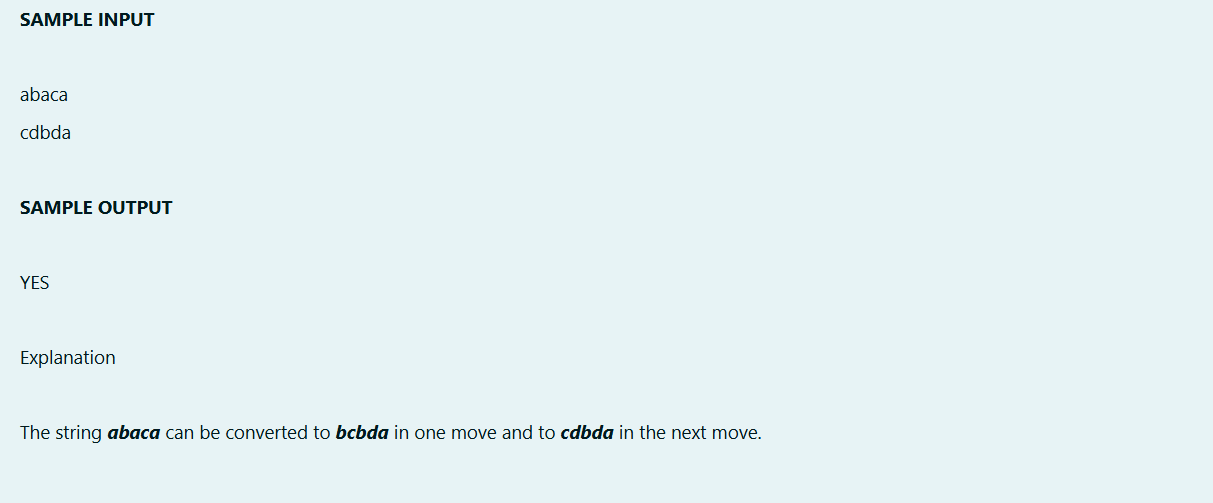 SAMPLE INPUT
abaca
cdbda
SAMPLE OUTPUT
YES
Explanation
The string abaca can be converted to bcbda in one move and to cdbda in the next move.